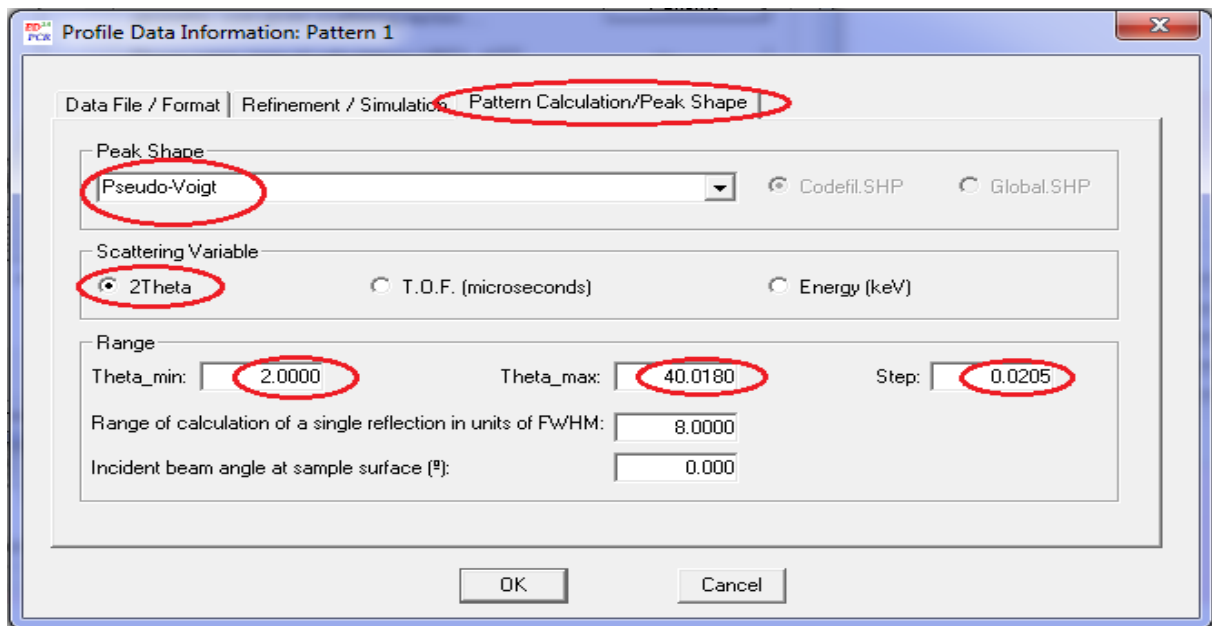 ED
PCR
Profile Data Information: Pattern 1
Data File / Format Refinement / Simulation Pattern Calculation/Peak Shape
Peak Shape
Pseudo-Voigt Codefil.SHP Global.SHP
Scattering Variable
2Theta T.O.F. (microseconds) Energy (keV)
Range
Theta_min: 2.0000 Theta_max: 40.0180 Step: 0.0205
Range of calculation of a single reflection in units of FWHM: 8.0000
Incident beam angle at sample surface (º): 0.000
OK Cancel